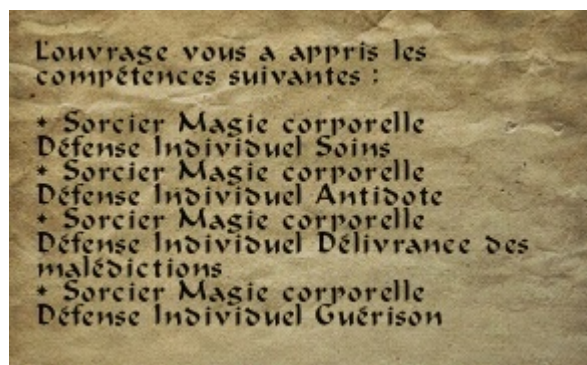 L'ouvrage vous a appris les
compétences suivantes :
✦ Sorcier Magie corporelle
Défense Individuel Soins
✦ Sorcier Magie corporelle
Défense Individuel Antidote
✦ Sorcier Magie corporelle
Défense Individuel Délivrance des
malédictions
✦ Sorcier Magie corporelle
Défense Individuel Guérison